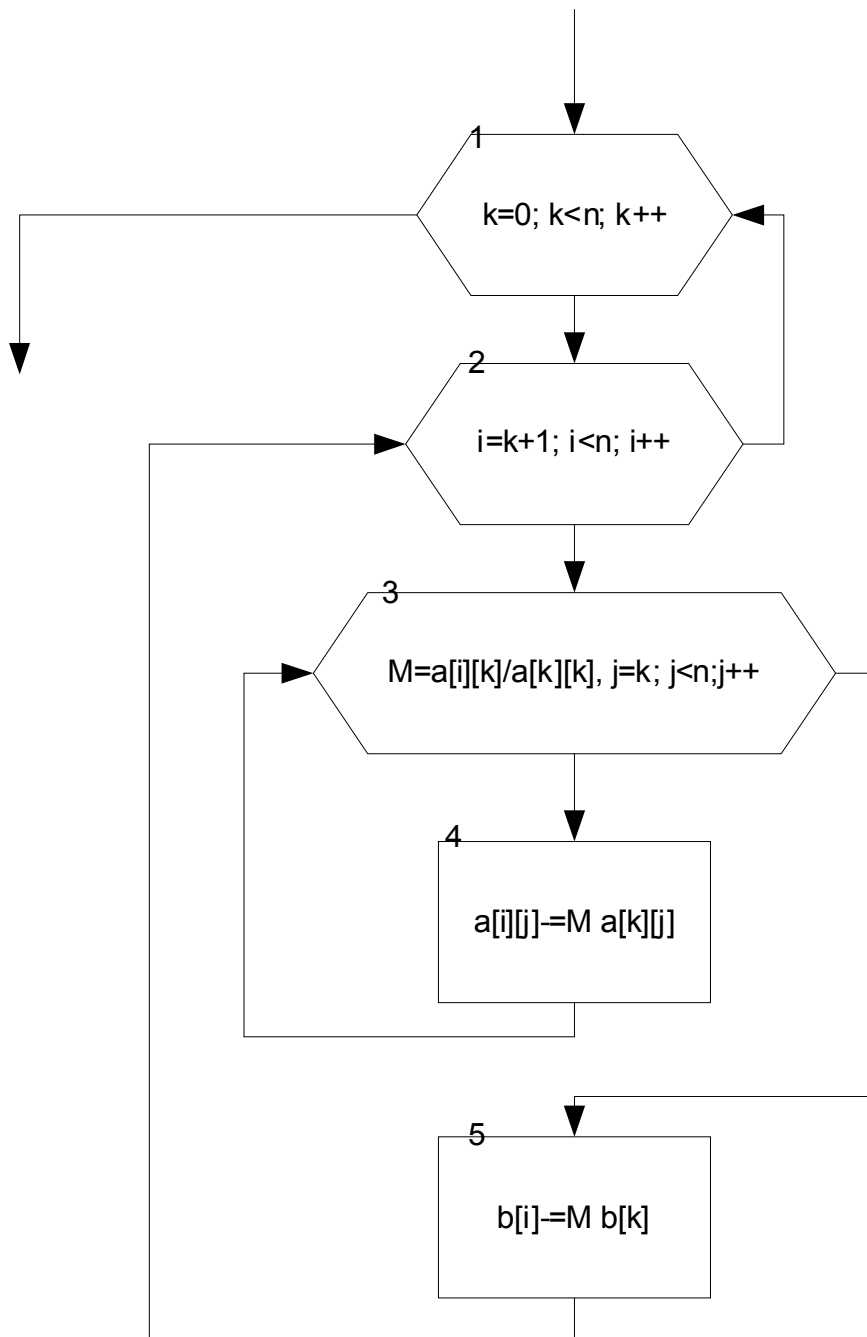 1
k=0; k<n; k++
2
i=k+1; i<n; i++
3
M=a[i][k]/a[k][k], j=k; j<n;j++
4
a[i][j]-=M a[k][j]
5
b[i]-=M b[k]